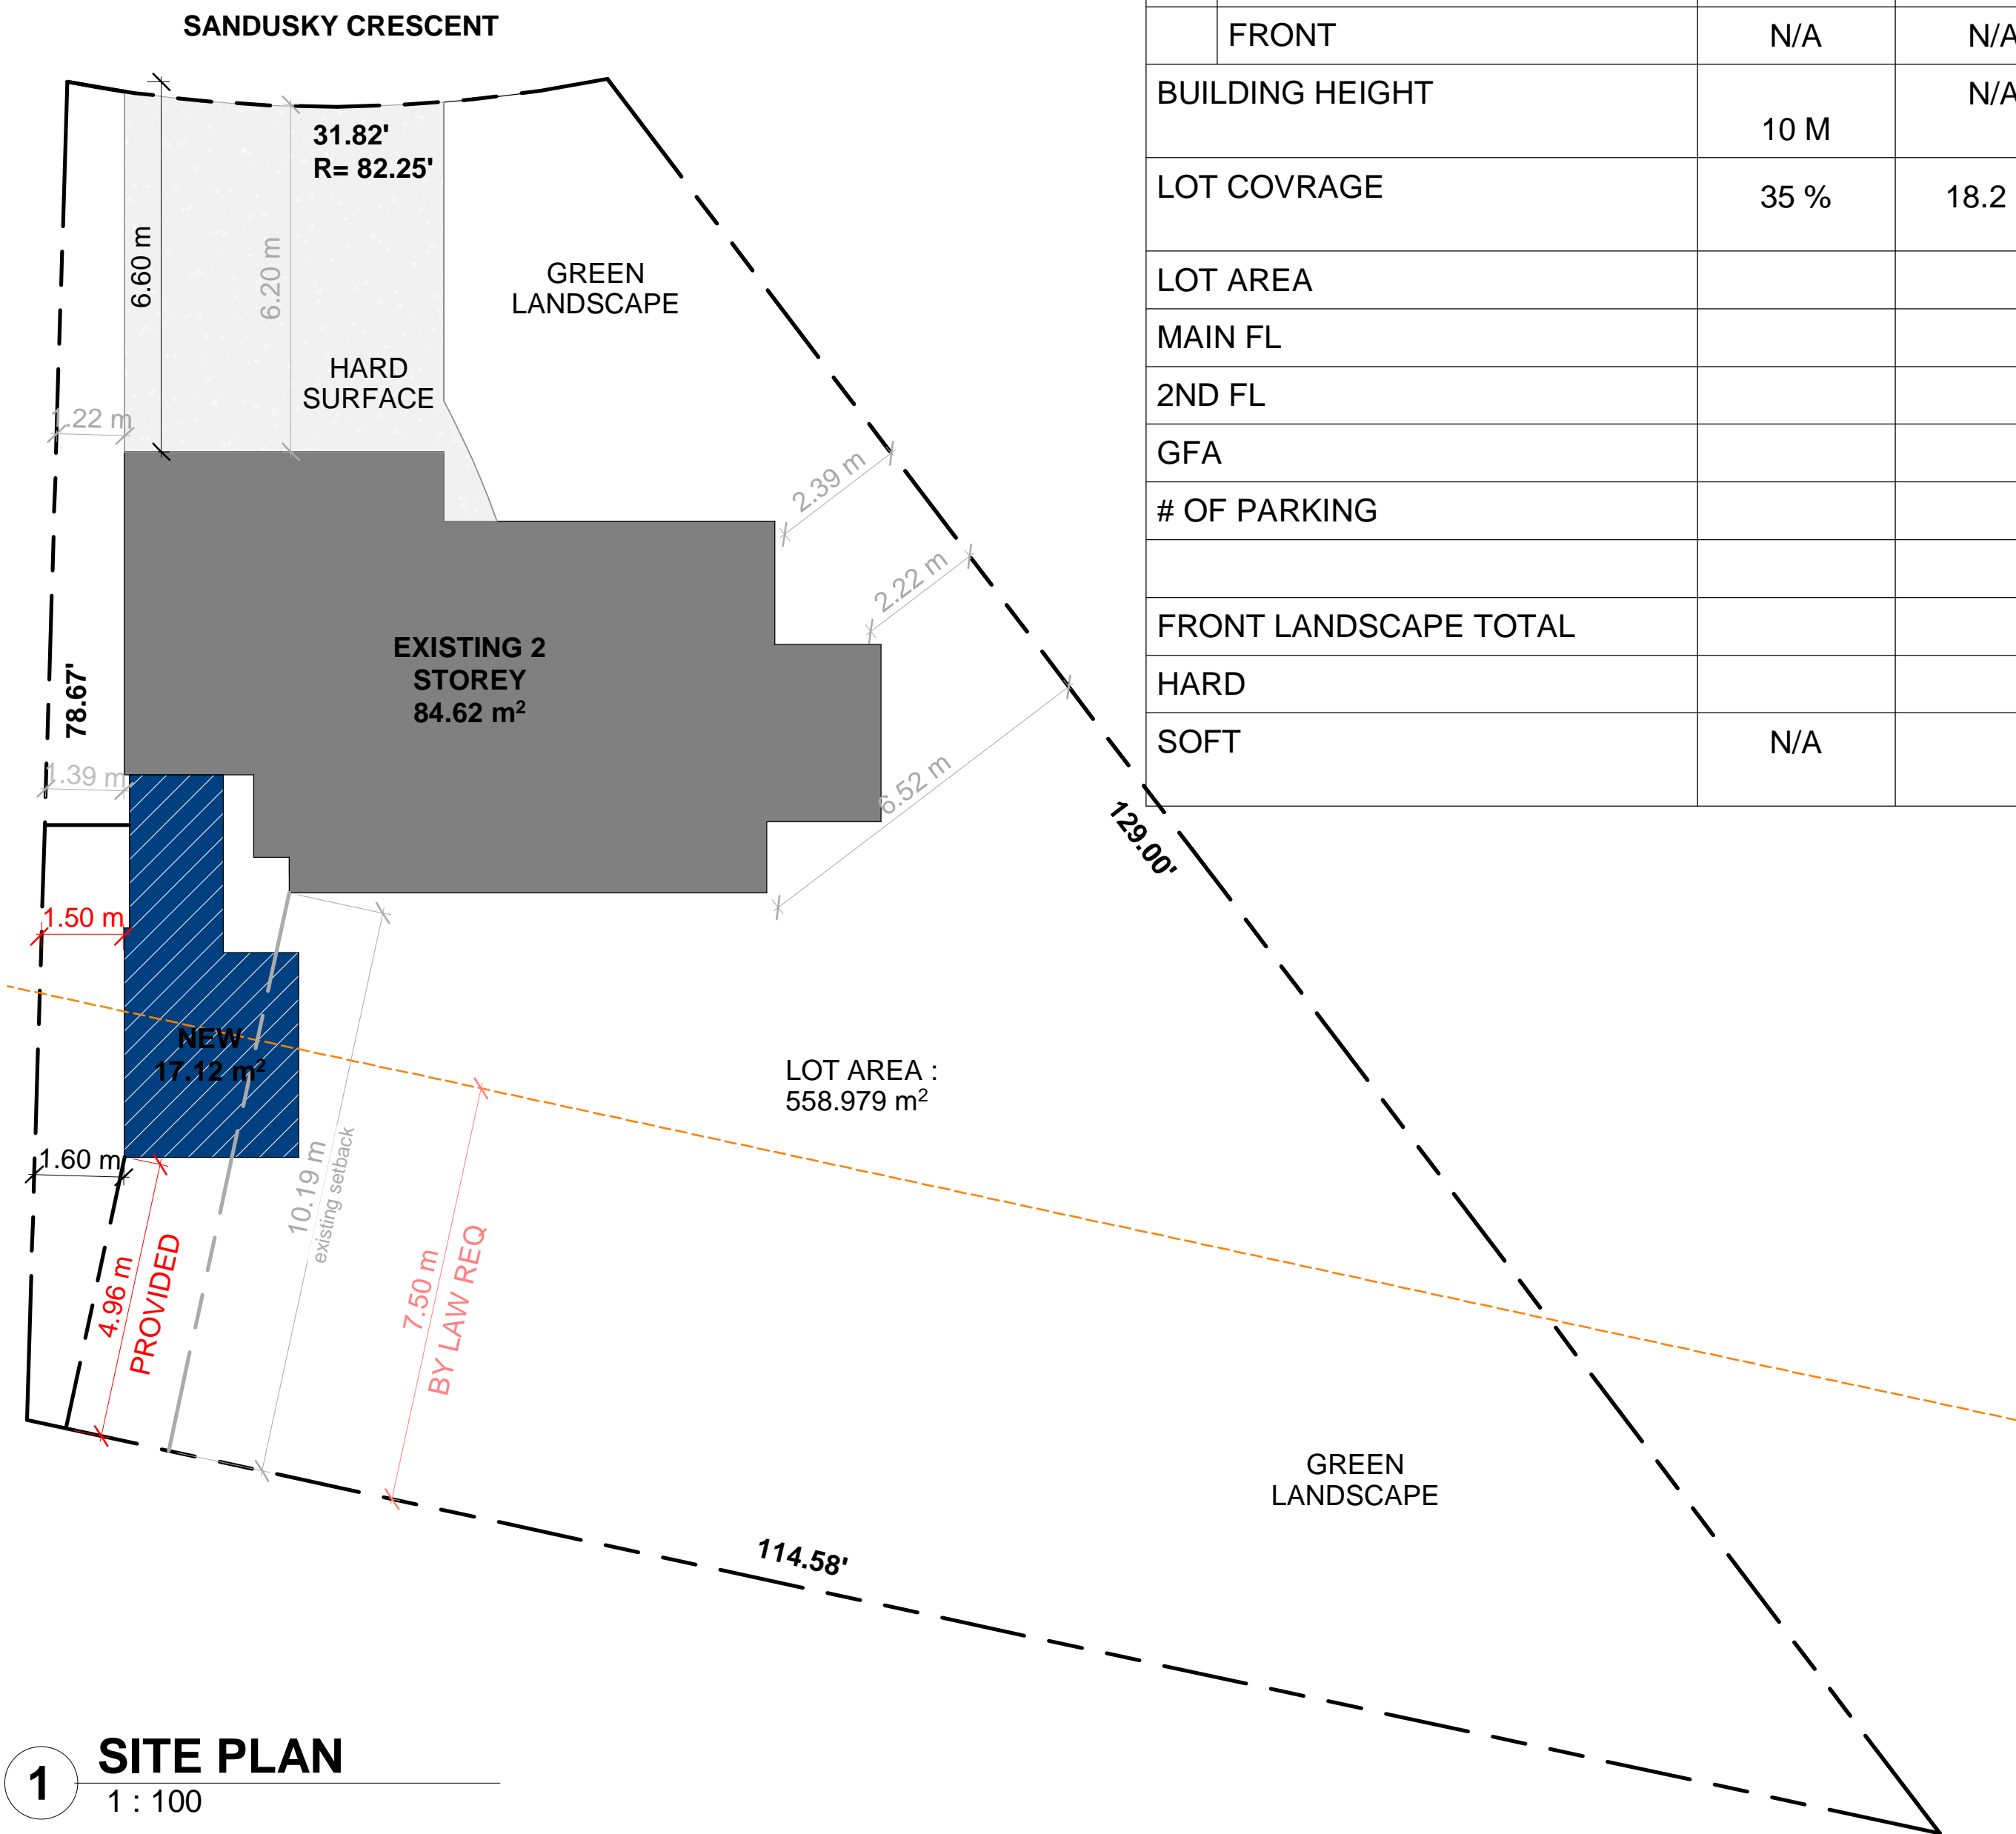 SANDUSKY CRESCENT
31.82'
R= 82.25'
6.60 m
6.20 m
GREEN
LANDSCAPE
HARD
SURFACE
1.22 m
2.39 m
2.22 m
EXISTING 2
STOREY
84.62 m²
78.67'
1.39 m
6.52 m
129.00'
1.50 m
NEW
17.12 m²
LOT AREA :
558.979 m²
1.60 m
10.19 m
existing setback
4.96 m
PROVIDED
7.50 m
BY LAW REQ
GREEN
LANDSCAPE
114.58'
1
SITE PLAN
1 : 100
FRONT N/A N/A
BUILDING HEIGHT 10 M N/A
LOT COVRAGE 35 % 18.2
LOT AREA
MAIN FL
2ND FL
GFA
# OF PARKING
FRONT LANDSCAPE TOTAL
HARD
SOFT N/A